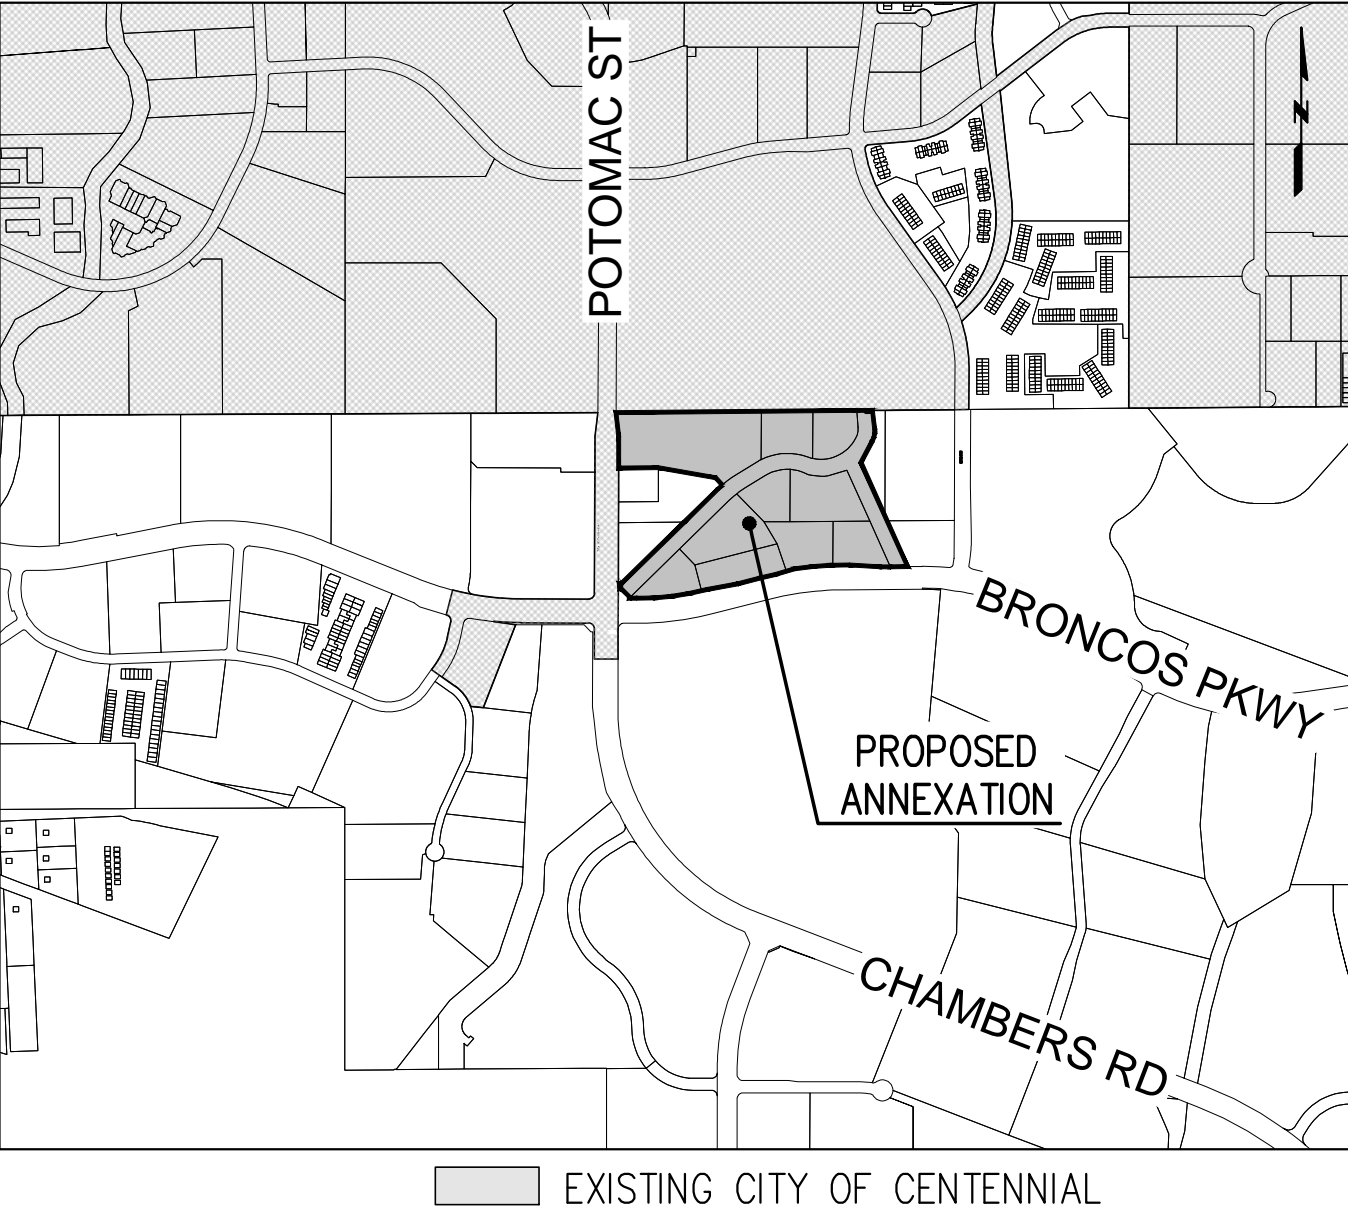 POTOMAC ST
N
BRONCOS PKWY
PROPOSED
ANNEXATION
CHAMBERS RD
EXISTING CITY OF CENTENNIAL